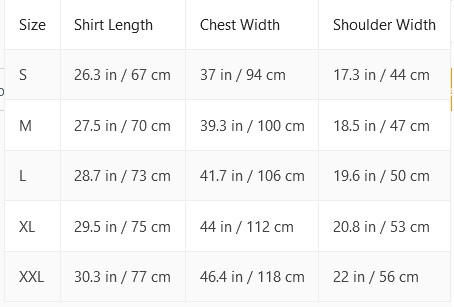 Size Shirt Length Chest Width Shoulder Width
S 26.3 in / 67 cm 37 in / 94 cm 17.3 in / 44 cm
M 27.5 in / 70 cm 39.3 in / 100 cm 18.5 in / 47 cm
L 28.7 in / 73 cm 41.7 in / 106 cm 19.6 in / 50 cm
XL 29.5 in / 75 cm 44 in / 112 cm 20.8 in / 53 cm
XXL 30.3 in / 77 cm 46.4 in / 118 cm 22 in / 56 cm